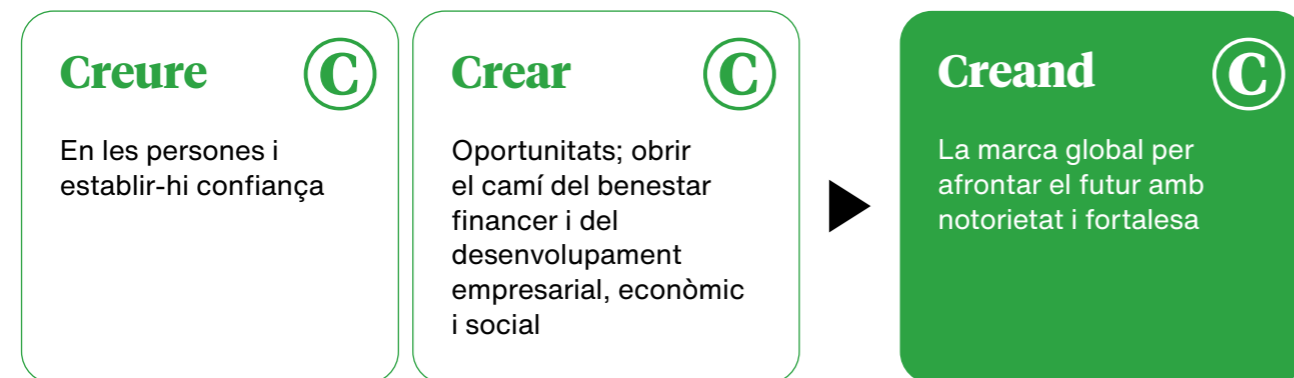 Creure
C
En les persones i
establir-hi confiança
Crear
C
Oportunitats; obrir
el camí del benestar
financer i del
desenvolupament
empresarial, econòmic
i social
Creand
C
La marca global per
afrontar el futur amb
notorietat i fortalesa